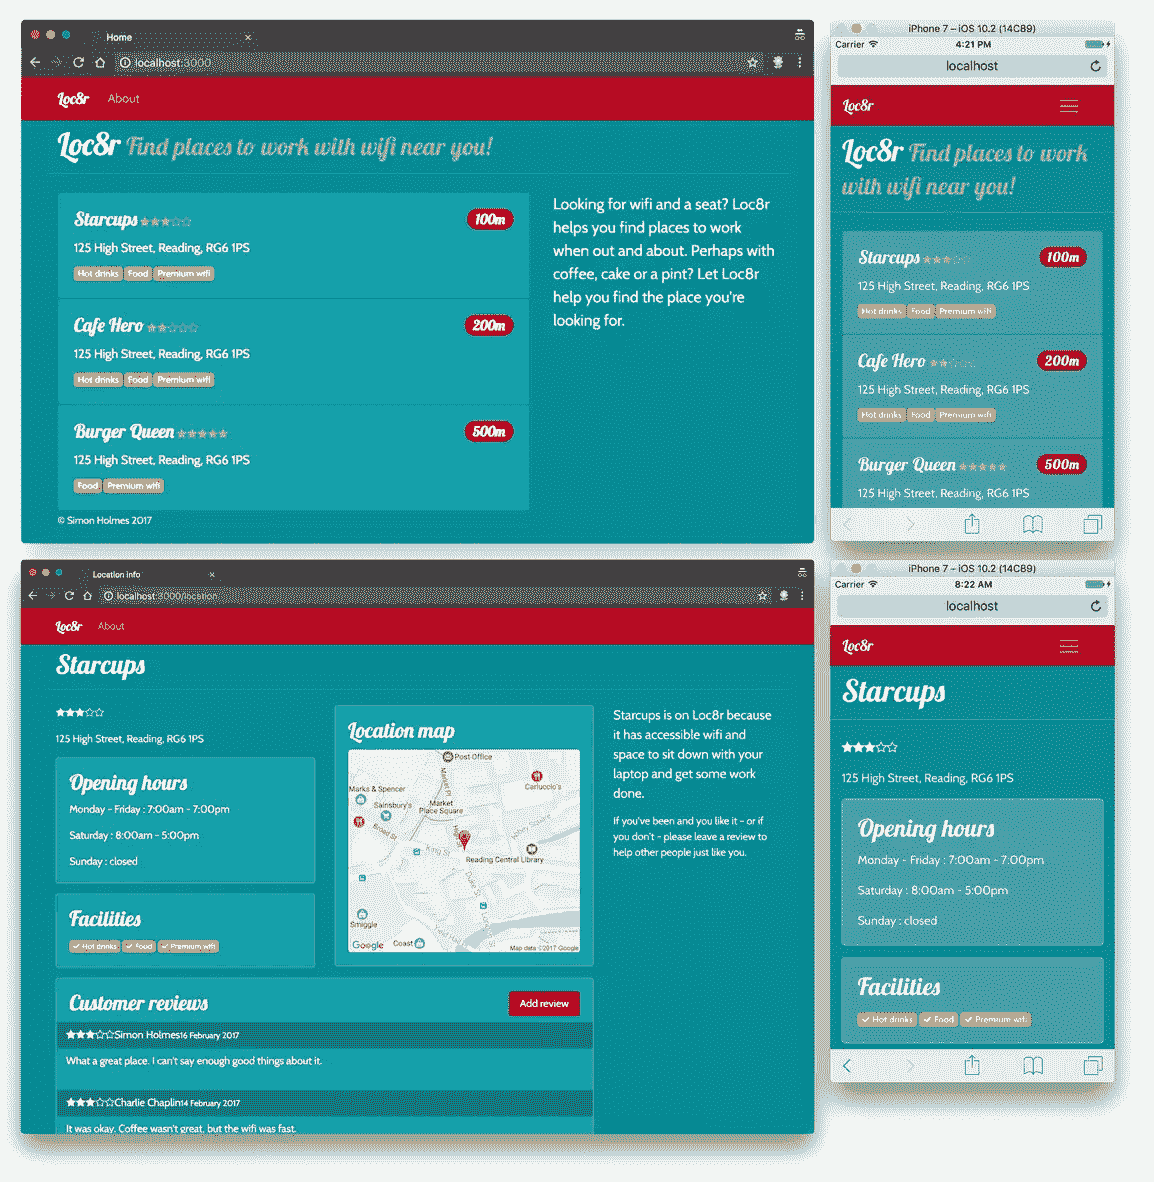 Home
localhost:3000
Loc8r About
Loc8r Find places to work with wifi near you!
Starcups
100m
125 High Street, Reading, RG6 1PS
Hot drinks Food Premium wifi
Cafe Hero
200m
125 High Street, Reading, RG6 1PS
Hot drinks Food Premium wifi
Burger Queen
500m
125 High Street, Reading, RG6 1PS
Food Premium wifi
© Simon Holmes 2017
Looking for wifi and a seat? Loc8r
helps you find places to work
when out and about. Perhaps with
coffee, cake or a pint? Let Loc8r
help you find the place you're
looking for.
iPhone 7 – iOS 10.2 (14C89)
Carrier 4:21 PM
localhost
Loc8r
Loc8r Find places to work
with wifi near you!
Starcups
100m
125 High Street, Reading, RG6 1PS
Hot drinks Food Premium wifi
Cafe Hero
200m
125 High Street, Reading, RG6 1PS
Hot drinks Food Premium wifi
Burger Queen
500m
125 High Street, Reading, RG6 1PS
Location info
localhost:3000/location
Loc8r About
Starcups
125 High Street, Reading, RG6 1PS
Opening hours
Monday - Friday : 7:00am - 7:00pm
Saturday : 8:00am - 5:00pm
Sunday : closed
Facilities
Hot drinks Food Premium wifi
Location map
Post Office
Carluccio's
Marks & Spencer
Sainsbury's
Market
Place Square
Market Pl
Broad St
King St
Reading Central Library
Duke St
Smiggle
Coast
Google
Map data ©2017 Google
Starcups is on Loc8r because
it has accessible wifi and
space to sit down with your
laptop and get some work
done.
If you've been and you like it - or if
you don't - please leave a review to
help other people just like you.
Customer reviews
Add review
Simon Holmes16 February 2017
What a great place. I can't say enough good things about it.
Charlie Chaplin14 February 2017
It was okay. Coffee wasn't great, but the wifi was fast.
iPhone 7 – iOS 10.2 (14C89)
Carrier 8:22 AM
localhost
Loc8r
Starcups
125 High Street, Reading, RG6 1PS
Opening hours
Monday - Friday : 7:00am - 7:00pm
Saturday : 8:00am - 5:00pm
Sunday : closed
Facilities
Hot drinks Food Premium wifi